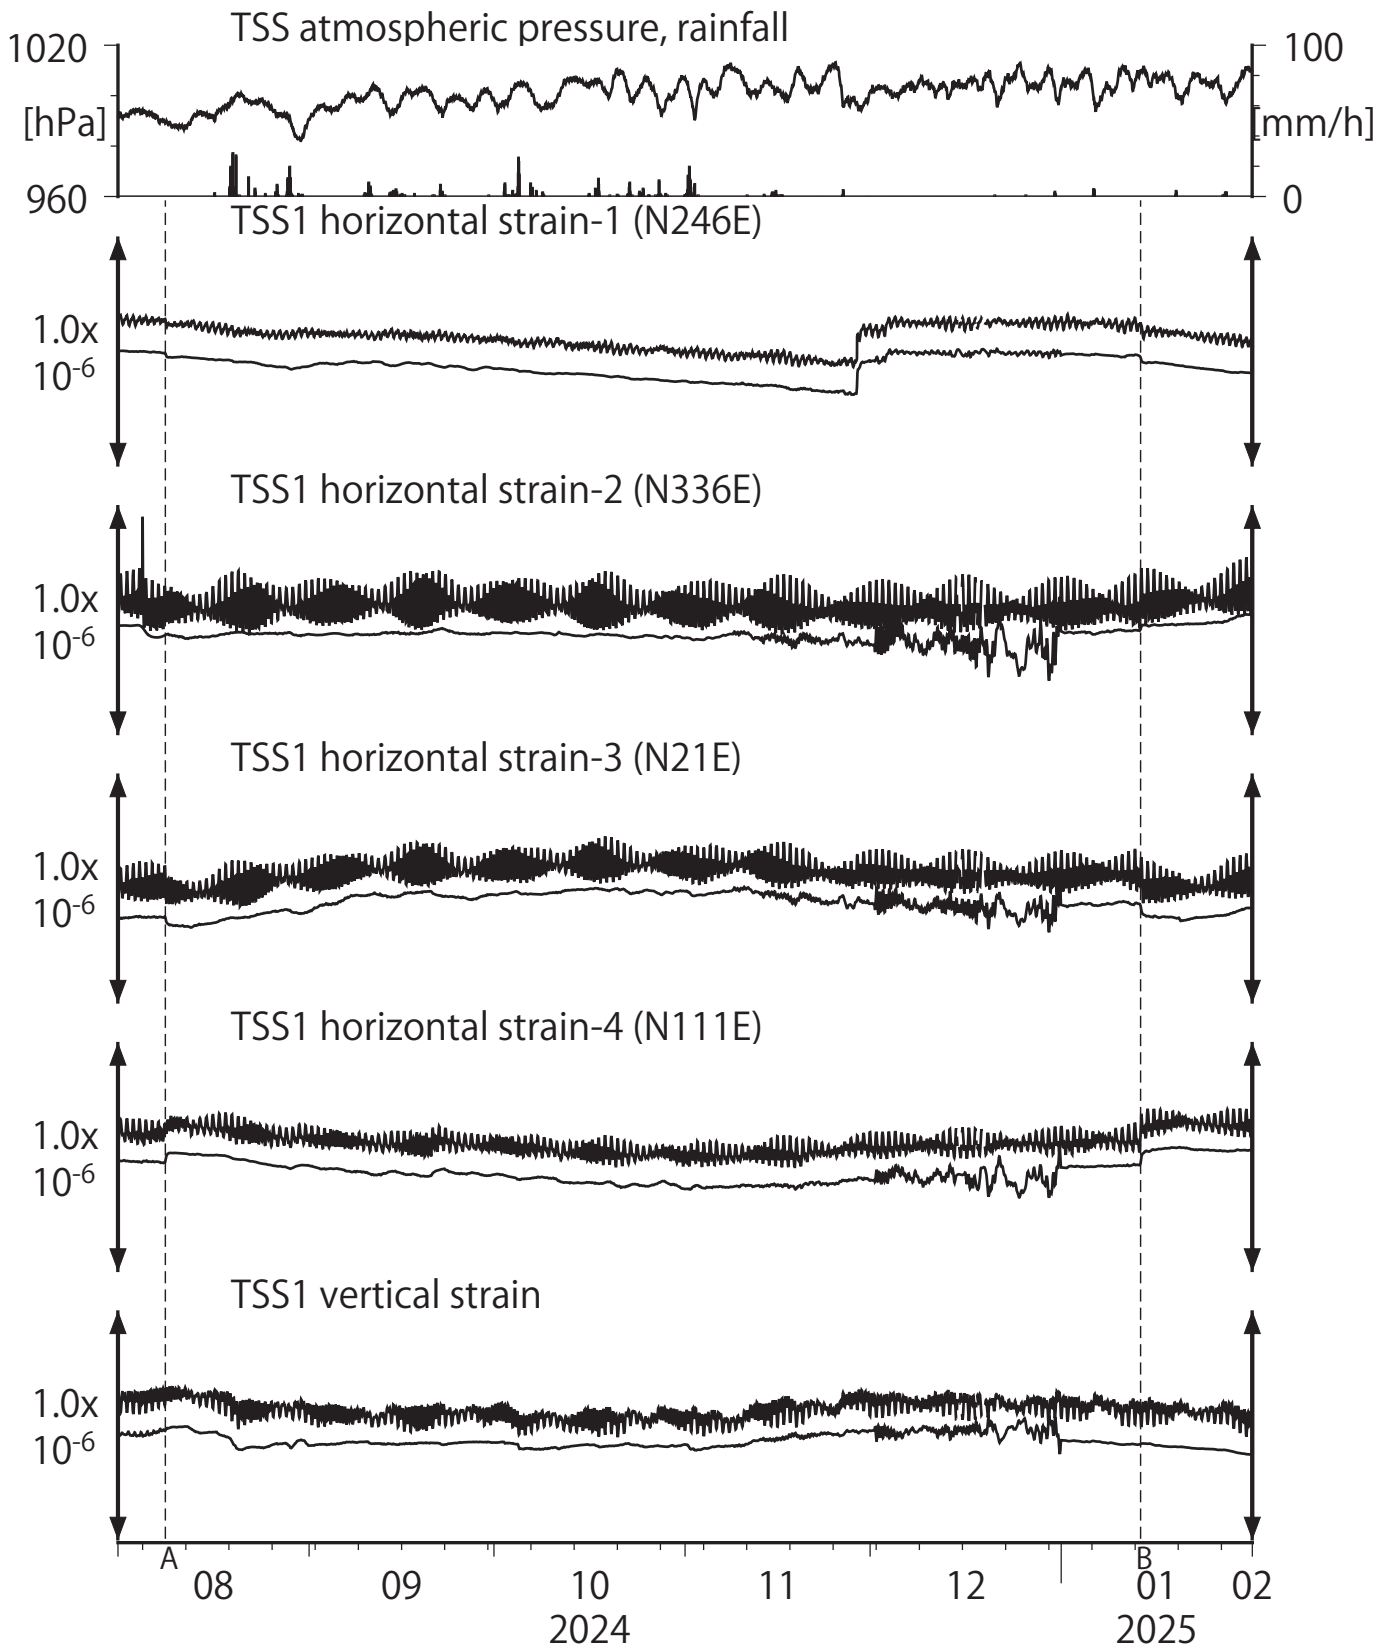 TSS atmospheric pressure, rainfall
1020
100
[hPa]
[mm/h]
960
0
TSS1 horizontal strain-1 (N246E)
1.0x
10-6
TSS1 horizontal strain-2 (N336E)
1.0x
10-6
TSS1 horizontal strain-3 (N21E)
1.0x
10-6
TSS1 horizontal strain-4 (N111E)
1.0x
10-6
TSS1 vertical strain
1.0x
10-6
A B
08 09 10 11 12 01 02
2024 2025